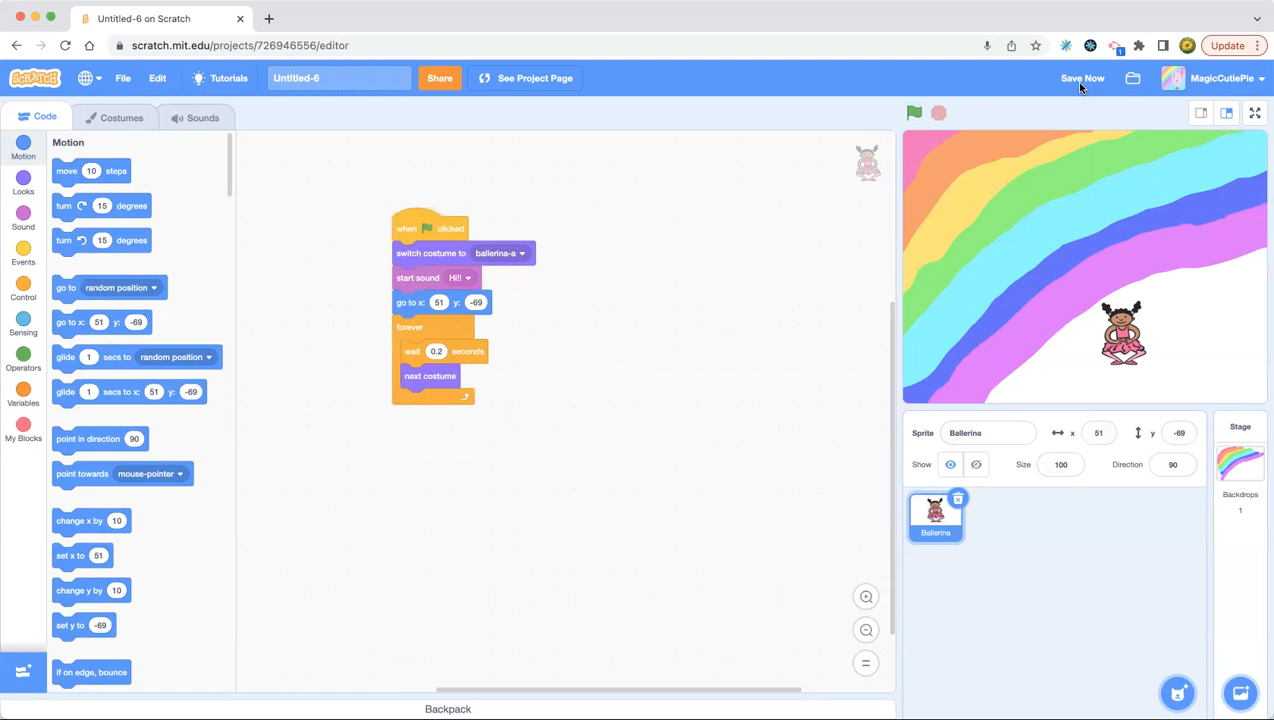 Untitled-6 on Scratch
scratch.mit.edu/projects/726946556/editor
1
Update
SCRATCH
File
Edit
Tutorials
Untitled-6
Share
See Project Page
Save Now
MagicCutiePie
Code
Costumes
Sounds
Motion
Looks
Sound
Events
Control
Sensing
Operators
Variables
My Blocks
Motion
move 10 steps
turn 15 degrees
turn 15 degrees
go to random position
go to x: 51 y: -69
glide 1 secs to random position
glide 1 secs to x: 51 y: -69
point in direction 90
point towards mouse-pointer
change x by 10
set x to 51
change y by 10
set y to -69
if on edge, bounce
when clicked
switch costume to ballerina-a
start sound Hi!!
go to x: 51 y: -69
forever
wait 0.2 seconds
next costume
Sprite Ballerina x 51 y -69
Show Size 100 Direction 90
Ballerina
Stage
Backdrops
1
Backpack